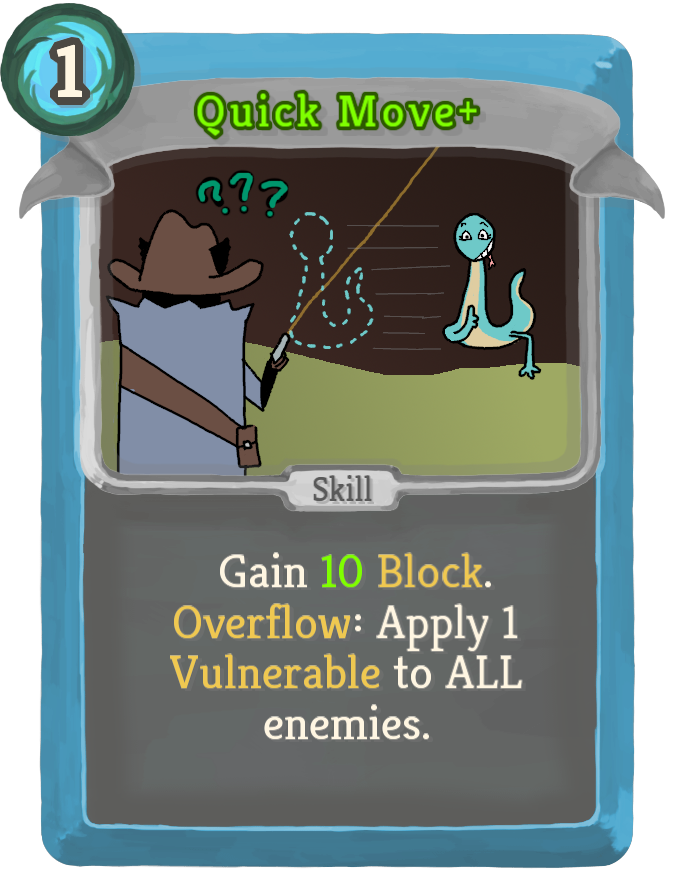 1
Quick Move+
???
Skill
Gain 10 Block.
Overflow: Apply 1
Vulnerable to ALL
enemies.